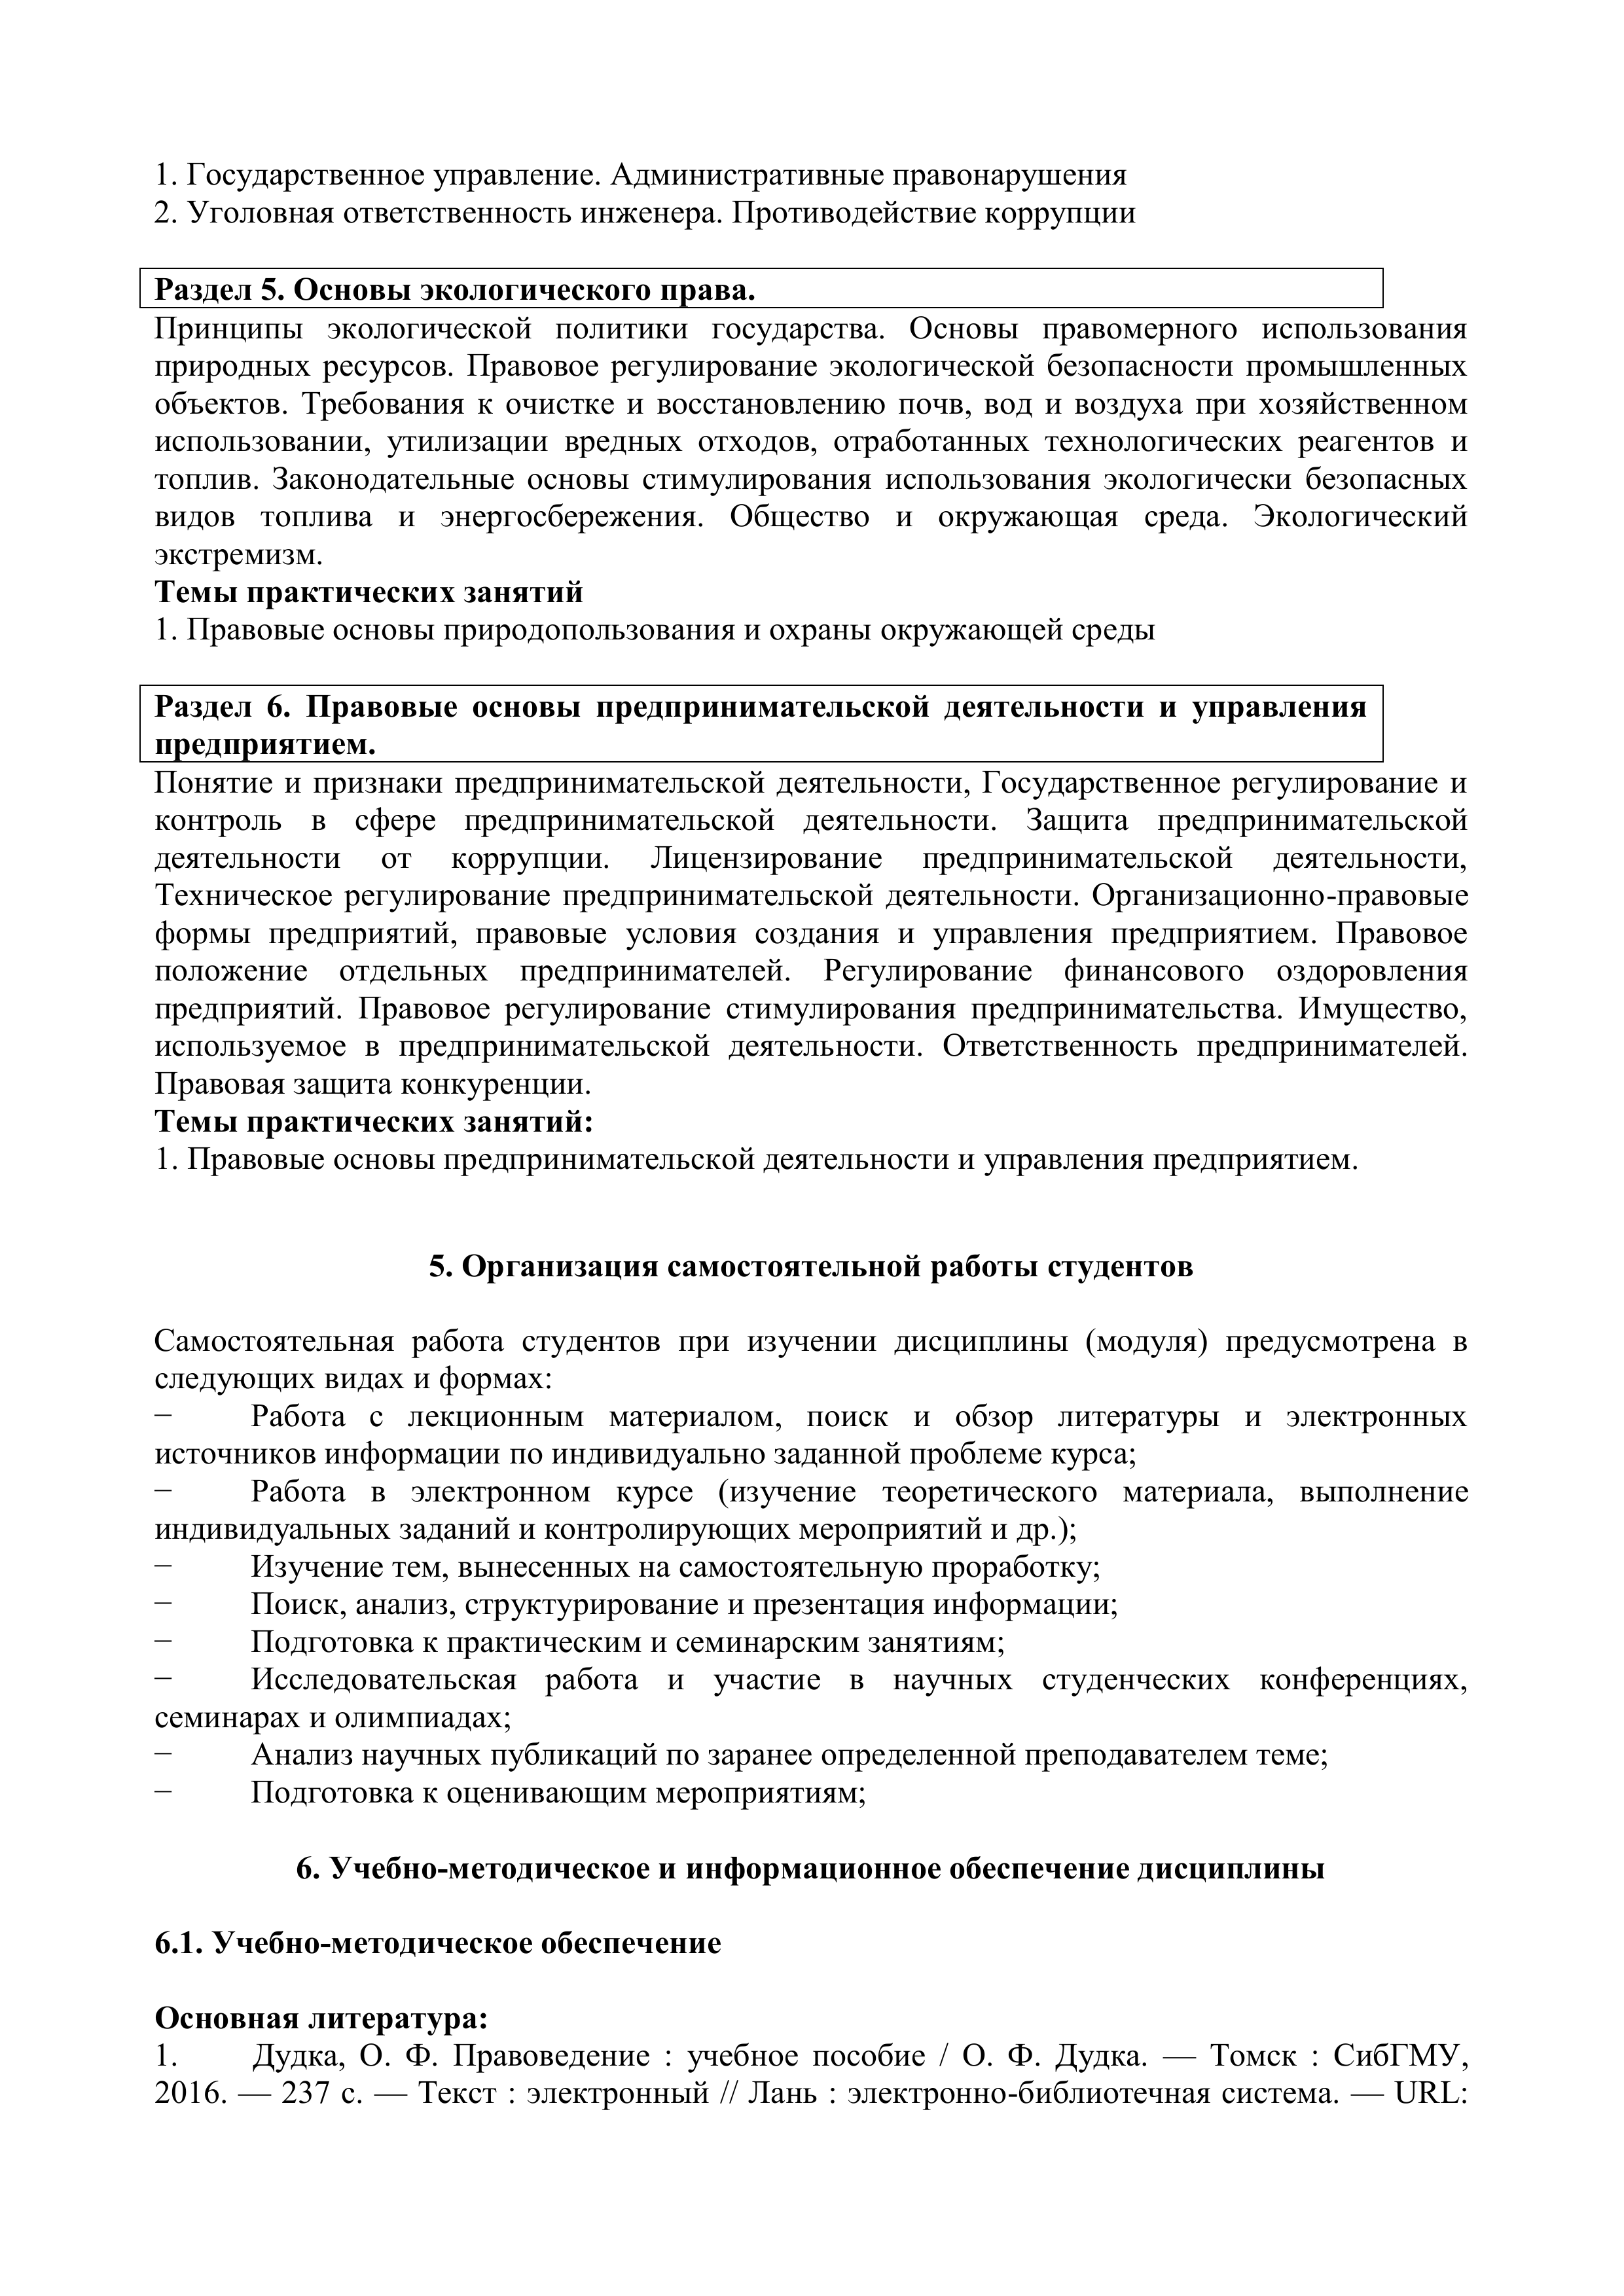 1. Государственное управление. Административные правонарушения
2. Уголовная ответственность инженера. Противодействие коррупции
Раздел 5. Основы экологического права.
Принципы экологической политики государства. Основы правомерного использования
природных ресурсов. Правовое регулирование экологической безопасности промышленных
объектов. Требования к очистке и восстановлению почв, вод и воздуха при хозяйственном
использовании, утилизации вредных отходов, отработанных технологических реагентов и
топлив. Законодательные основы стимулирования использования экологически безопасных
видов топлива и энергосбережения. Общество и окружающая среда. Экологический
экстремизм.
Темы практических занятий
1. Правовые основы природопользования и охраны окружающей среды
Раздел 6. Правовые основы предпринимательской деятельности и управления
предприятием.
Понятие и признаки предпринимательской деятельности, Государственное регулирование и
контроль в сфере предпринимательской деятельности. Защита предпринимательской
деятельности от коррупции. Лицензирование предпринимательской деятельности,
Техническое регулирование предпринимательской деятельности. Организационно-правовые
формы предприятий, правовые условия создания и управления предприятием. Правовое
положение отдельных предпринимателей. Регулирование финансового оздоровления
предприятий. Правовое регулирование стимулирования предпринимательства. Имущество,
используемое в предпринимательской деятельности. Ответственность предпринимателей.
Правовая защита конкуренции.
Темы практических занятий:
1. Правовые основы предпринимательской деятельности и управления предприятием.
5. Организация самостоятельной работы студентов
Самостоятельная работа студентов при изучении дисциплины (модуля) предусмотрена в
следующих видах и формах:
− Работа с лекционным материалом, поиск и обзор литературы и электронных
источников информации по индивидуально заданной проблеме курса;
− Работа в электронном курсе (изучение теоретического материала, выполнение
индивидуальных заданий и контролирующих мероприятий и др.);
− Изучение тем, вынесенных на самостоятельную проработку;
− Поиск, анализ, структурирование и презентация информации;
− Подготовка к практическим и семинарским занятиям;
− Исследовательская работа и участие в научных студенческих конференциях,
семинарах и олимпиадах;
− Анализ научных публикаций по заранее определенной преподавателем теме;
− Подготовка к оценивающим мероприятиям;
6. Учебно-методическое и информационное обеспечение дисциплины
6.1. Учебно-методическое обеспечение
Основная литература:
1. Дудка, О. Ф. Правоведение : учебное пособие / О. Ф. Дудка. — Томск : СибГМУ,
2016. — 237 с. — Текст : электронный // Лань : электронно-библиотечная система. — URL: